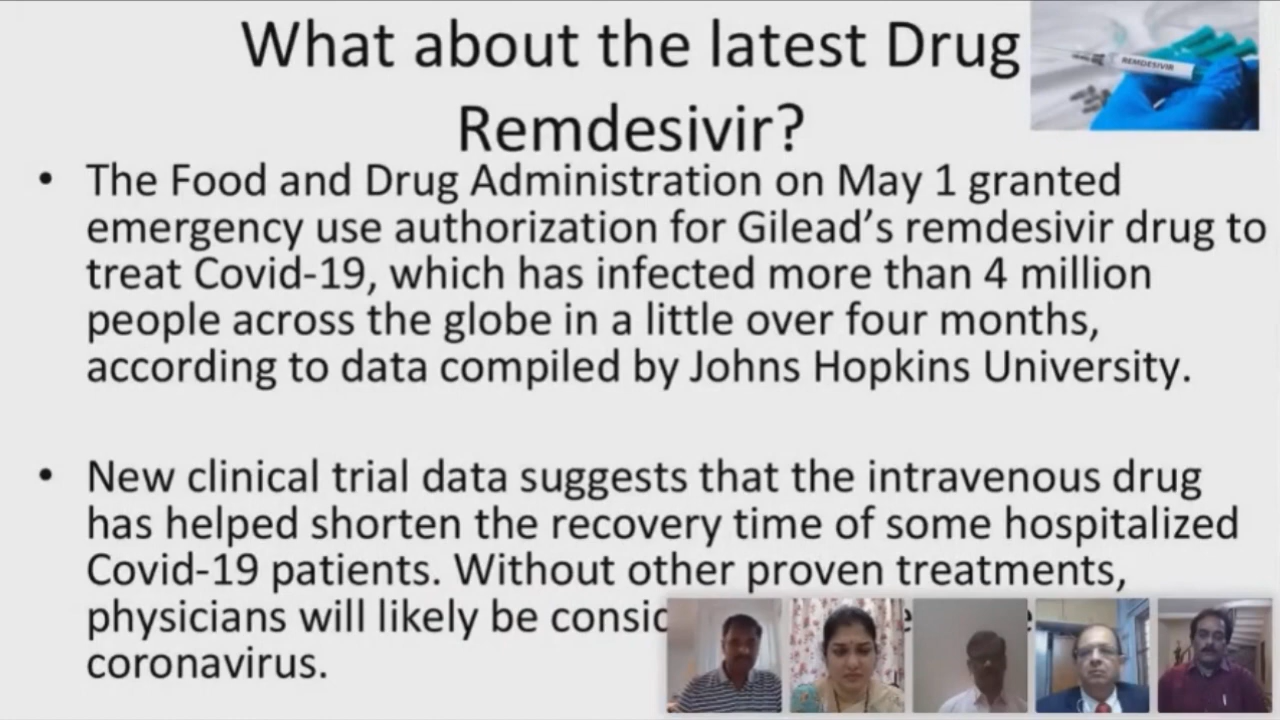 What about the latest Drug
Remdesivir?
REMDESIVIR
• The Food and Drug Administration on May 1 granted
emergency use authorization for Gilead’s remdesivir drug to
treat Covid-19, which has infected more than 4 million
people across the globe in a little over four months,
according to data compiled by Johns Hopkins University.
• New clinical trial data suggests that the intravenous drug
has helped shorten the recovery time of some hospitalized
Covid-19 patients. Without other proven treatments,
physicians will likely be
coronavirus.